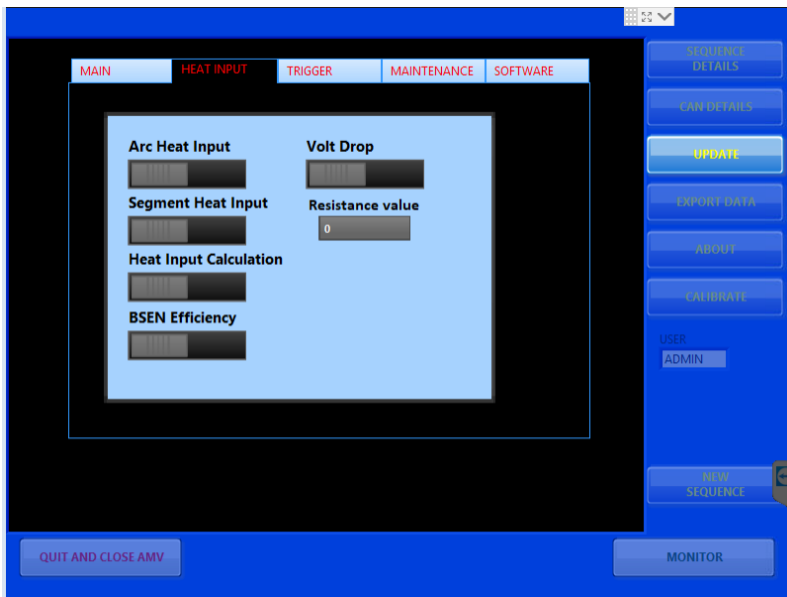 MAIN
HEAT INPUT
TRIGGER
MAINTENANCE
SOFTWARE
Arc Heat Input
Volt Drop
Segment Heat Input
Resistance value
0
Heat Input Calculation
BSEN Efficiency
SEQUENCE
DETAILS
CAN DETAILS
UPDATE
EXPORT DATA
ABOUT
CALIBRATE
USER
ADMIN
NEW
SEQUENCE
QUIT AND CLOSE AMV
MONITOR